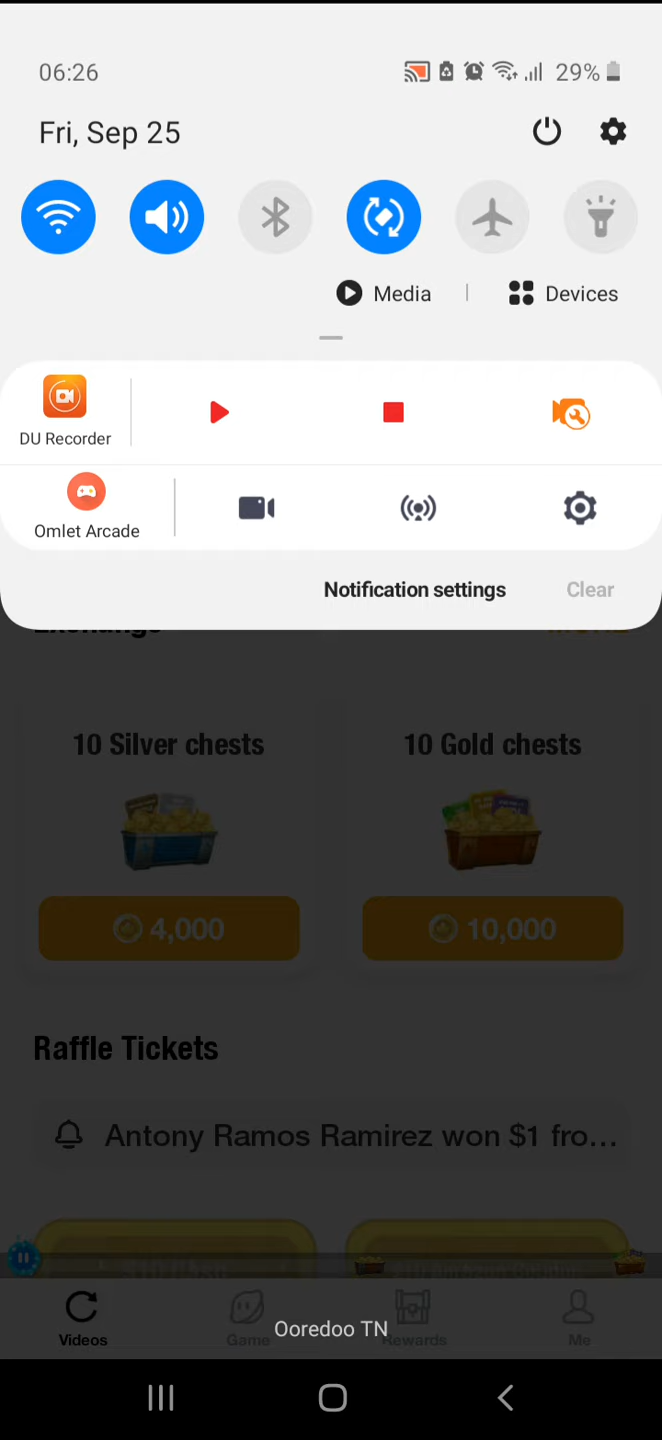 06:26
29%
Fri, Sep 25
Media
Devices
DU Recorder
Omlet Arcade
Notification settings
Clear
Exchange
10 Silver chests
10 Gold chests
4,000
10,000
Raffle Tickets
Antony Ramos Ramirez won $1 fro...
Videos
Game
Ooredoo TN
Rewards
Me